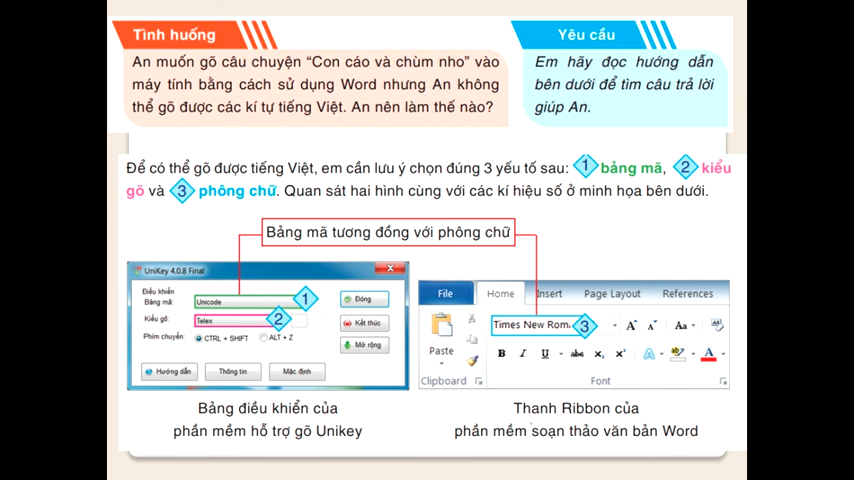 Tình huống
An muốn gõ câu chuyện “Con cáo và chùm nho” vào
máy tính bằng cách sử dụng Word nhưng An không
thể gõ được các kí tự tiếng Việt. An nên làm thế nào?
Yêu cầu
Em hãy đọc hướng dẫn
bên dưới để tìm câu trả lời
giúp An.
Để có thể gõ được tiếng Việt, em cần lưu ý chọn đúng 3 yếu tố sau: 1 bảng mã, 2 kiểu
gõ và 3 phông chữ. Quan sát hai hình cùng với các kí hiệu số ở minh họa bên dưới.
Bảng mã tương đồng với phông chữ
UniKey 4.0.8 Final
X
Điều khiển
Bảng mã: Unicode 1
Kiểu gõ: Telex 2
Phím chuyển: CTRL + SHIFT ALT + Z
Đóng
Kết thúc
Mở rộng
Hướng dẫn Thông tin Mặc định
File Home Insert Page Layout References
Times New Rom 3 A A Aa
Paste
B I U abc X₂ X² A ab A
Clipboard Font
Bảng điều khiển của
phần mềm hỗ trợ gõ Unikey
Thanh Ribbon của
phần mềm soạn thảo văn bản Word